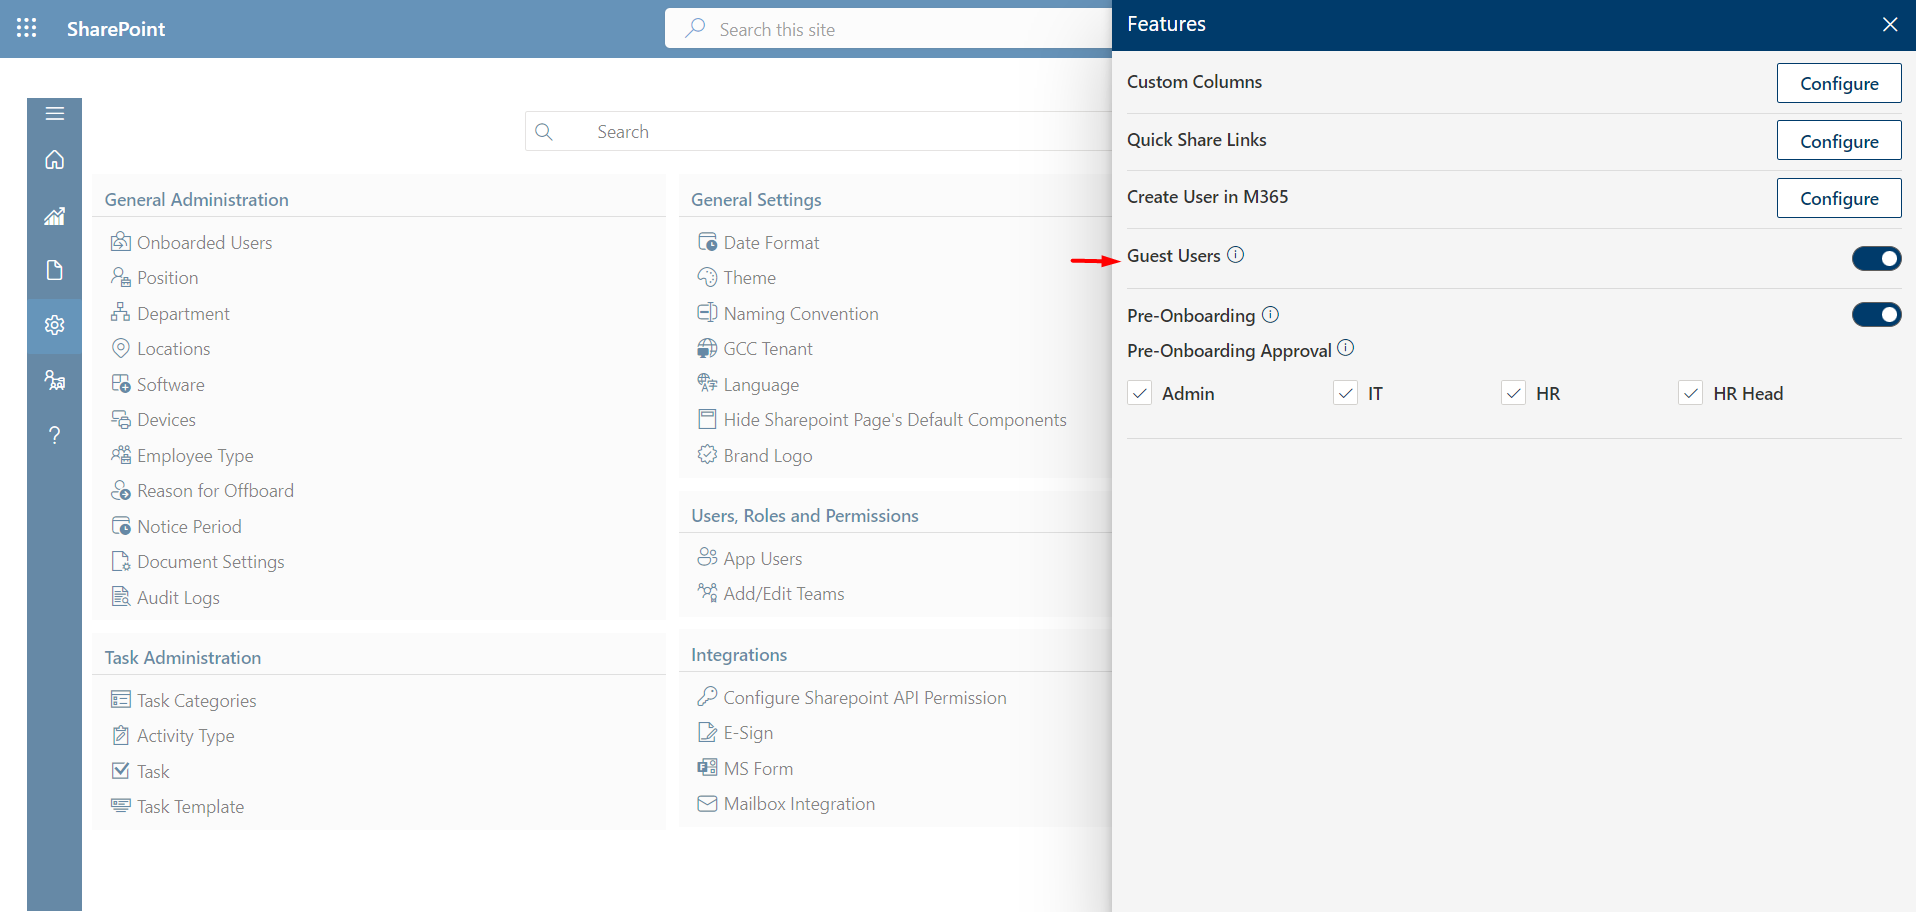 SharePoint
Search this site
Search
General Administration
Onboarded Users
Position
Department
Locations
Software
Devices
Employee Type
Reason for Offboard
Notice Period
Document Settings
Audit Logs
Task Administration
Task Categories
Activity Type
Task
Task Template
General Settings
Date Format
Theme
Naming Convention
GCC Tenant
Language
Hide Sharepoint Page's Default Components
Brand Logo
Users, Roles and Permissions
App Users
Add/Edit Teams
Integrations
Configure Sharepoint API Permission
E-Sign
MS Form
Mailbox Integration
Features
Custom Columns Configure
Quick Share Links Configure
Create User in M365 Configure
Guest Users
Pre-Onboarding
Pre-Onboarding Approval
Admin IT HR HR Head